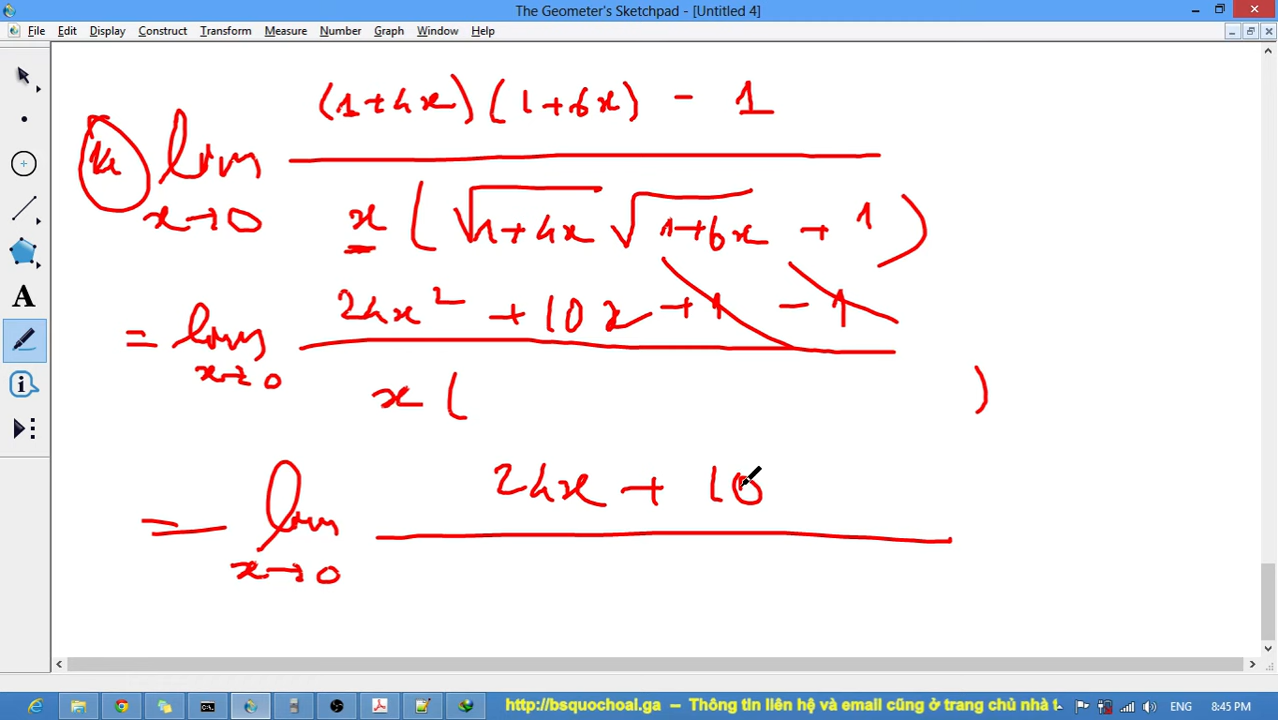 The Geometer's Sketchpad - [Untitled 4]
File Edit Display Construct Transform Measure Number Graph Window Help
(1+4x)(1+6x) - 1
k lim
x→0 x(√1+4x √1+6x + 1)
24x² + 10x + 1 - 1
= lim
x→0 x( )
24x + 10
= lim
x→0
http://bsquochoai.ga – Thông tin liên hệ và email cũng ở trang chủ nhà t
ENG 8:45 PM